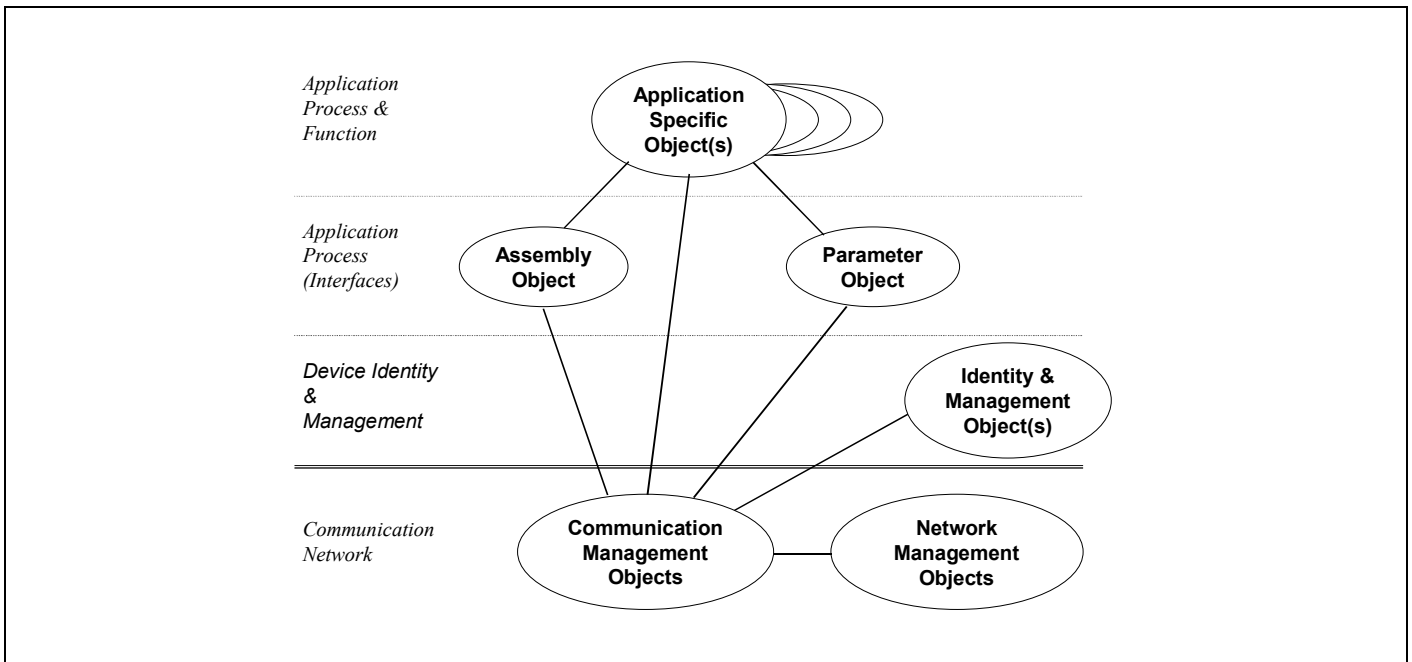 Application
Process &
Function
Application
Specific
Object(s)
Application
Process
(Interfaces)
Assembly
Object
Parameter
Object
Device Identity
&
Management
Identity &
Management
Object(s)
Communication
Network
Communication
Management
Objects
Network
Management
Objects